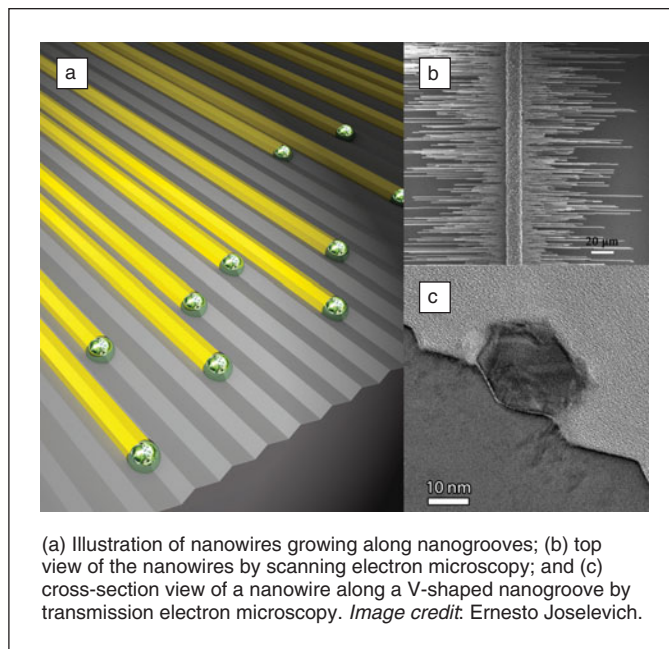 a
b
20 µm
c
10 nm
(a) Illustration of nanowires growing along nanogrooves; (b) top
view of the nanowires by scanning electron microscopy; and (c)
cross-section view of a nanowire along a V-shaped nanogroove by
transmission electron microscopy. Image credit: Ernesto Joselevich.